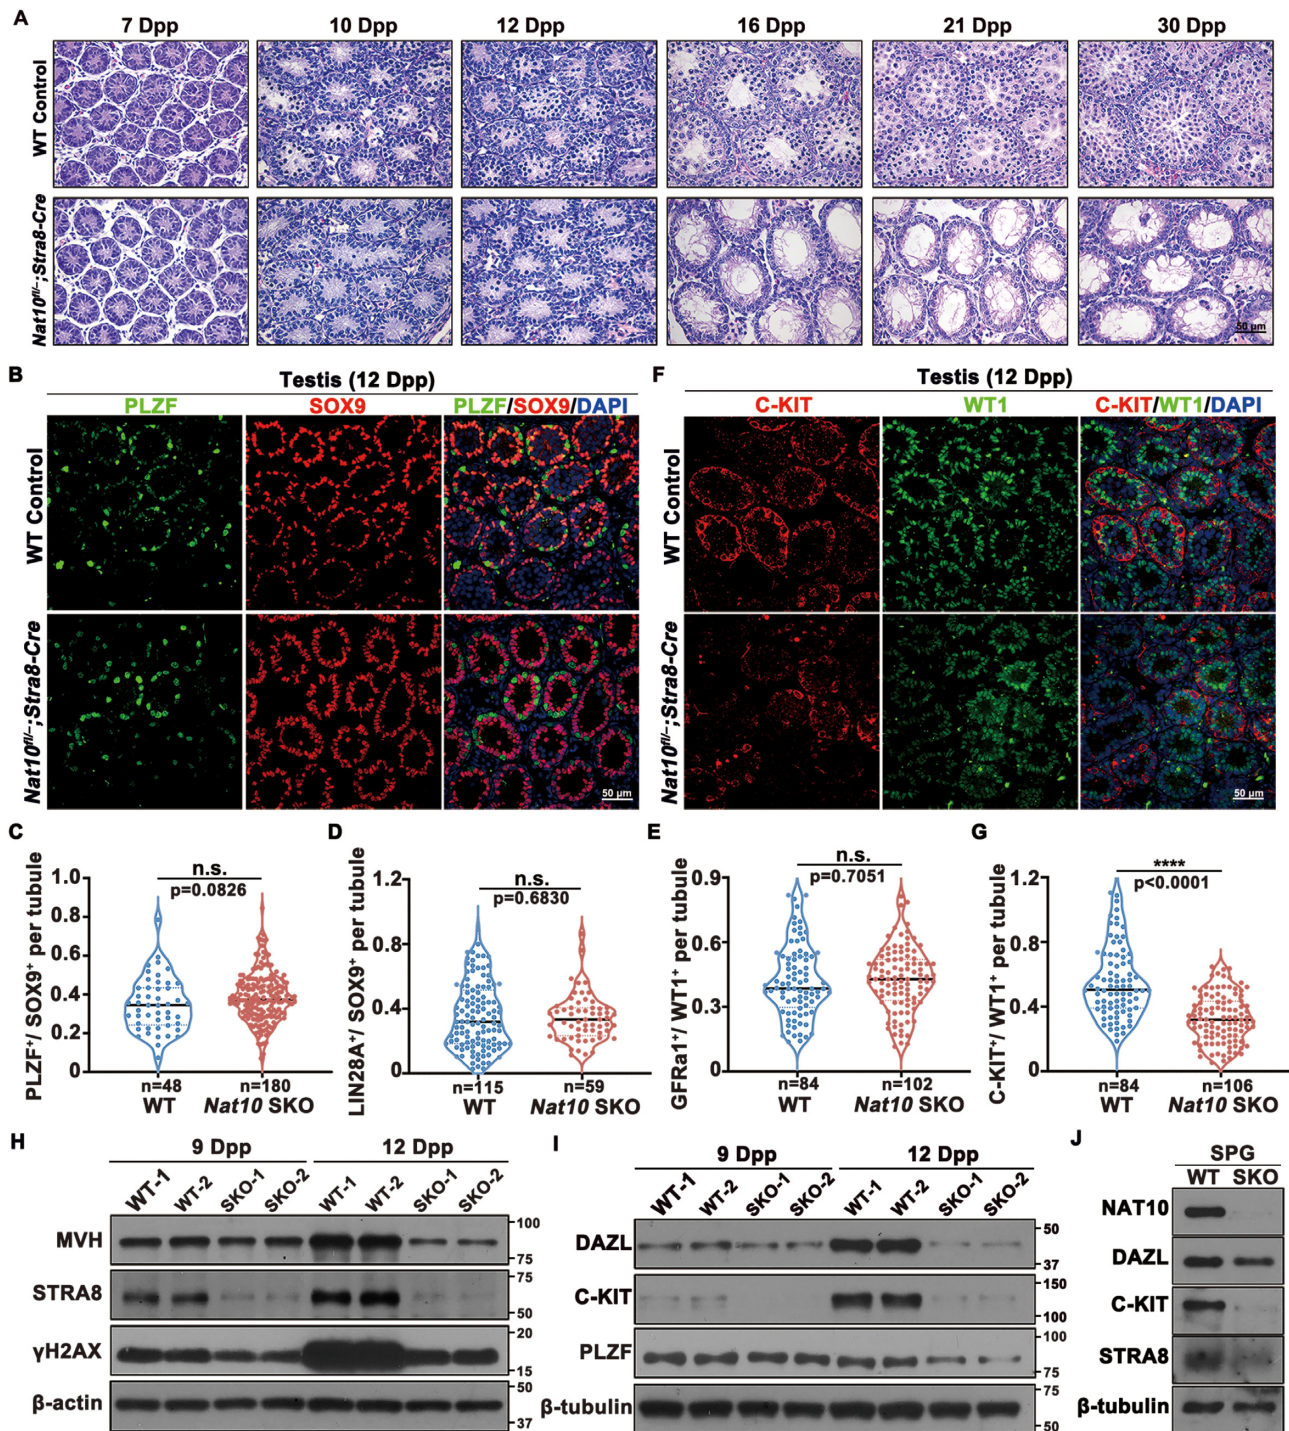 A
7 Dpp 10 Dpp 12 Dpp 16 Dpp 21 Dpp 30 Dpp
WT Control
Nat10fl/−;Stra8-Cre
50 μm
B
Testis (12 Dpp)
PLZF SOX9 PLZF/SOX9/DAPI
WT Control
Nat10fl/−;Stra8-Cre
50 μm
F
Testis (12 Dpp)
C-KIT WT1 C-KIT/WT1/DAPI
WT Control
Nat10fl/−;Stra8-Cre
50 μm
C
PLZF⁺/ SOX9⁺ per tubule
1.0
0.8
0.6
0.4
0.2
0
n.s.
p=0.0826
n=48 n=180
WT Nat10 SKO
D
LIN28A⁺/ SOX9⁺ per tubule
1.2
0.8
0.4
0
n.s.
p=0.6830
n=115 n=59
WT Nat10 SKO
E
GFRa1⁺/ WT1⁺ per tubule
0.9
0.6
0.3
0
n.s.
p=0.7051
n=84 n=102
WT Nat10 SKO
G
C-KIT⁺/ WT1⁺ per tubule
1.2
0.8
0.4
0
****
p<0.0001
n=84 n=106
WT Nat10 SKO
H
9 Dpp 12 Dpp
WT-1 WT-2 SKO-1 SKO-2 WT-1 WT-2 SKO-1 SKO-2
MVH
100
75
STRA8
75
50
γH2AX
20
15
β-actin
50
37
I
9 Dpp 12 Dpp
WT-1 WT-2 SKO-1 SKO-2 WT-1 WT-2 SKO-1 SKO-2
DAZL
50
37
C-KIT
150
100
PLZF
100
75
β-tubulin
75
50
J
SPG
WT SKO
NAT10
DAZL
C-KIT
STRA8
β-tubulin